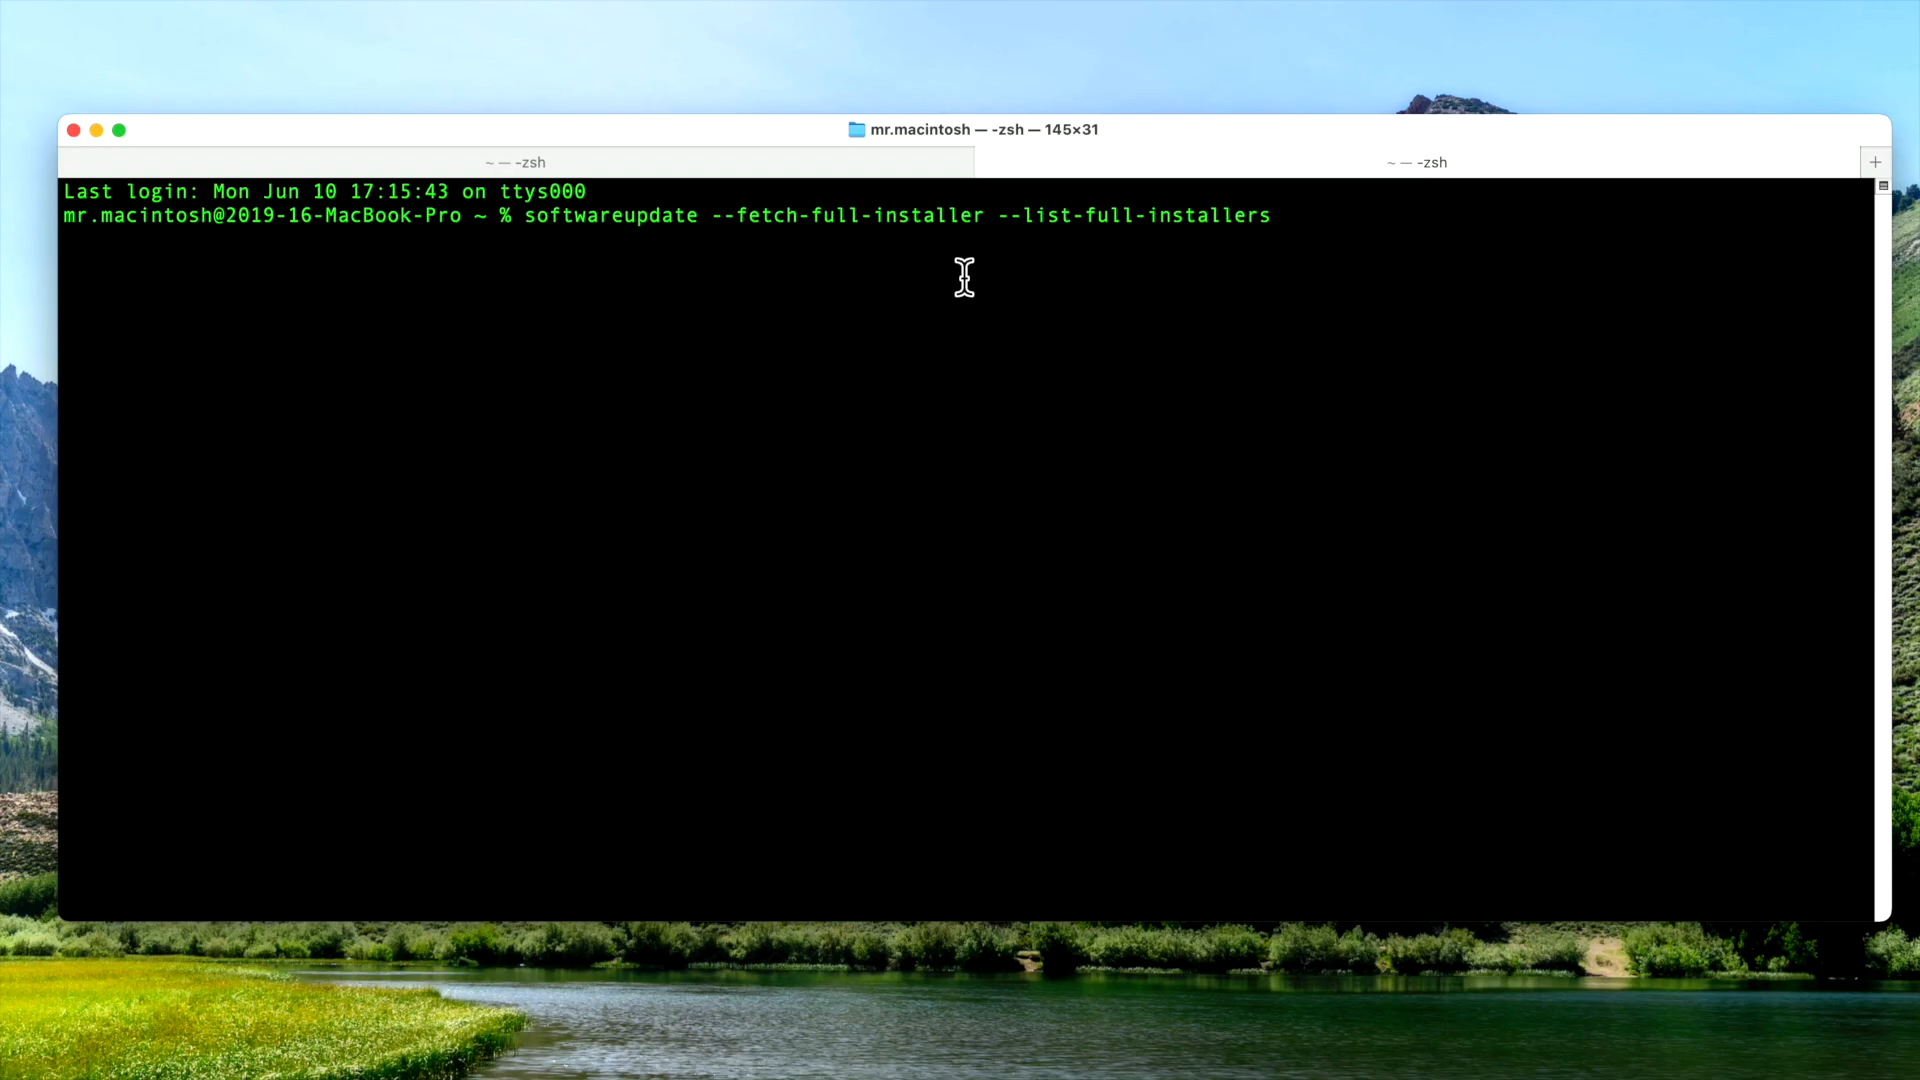 mr.macintosh — -zsh — 145×31
~ — -zsh
~ — -zsh
Last login: Mon Jun 10 17:15:43 on ttys000
mr.macintosh@2019-16-MacBook-Pro ~ % softwareupdate --fetch-full-installer --list-full-installers